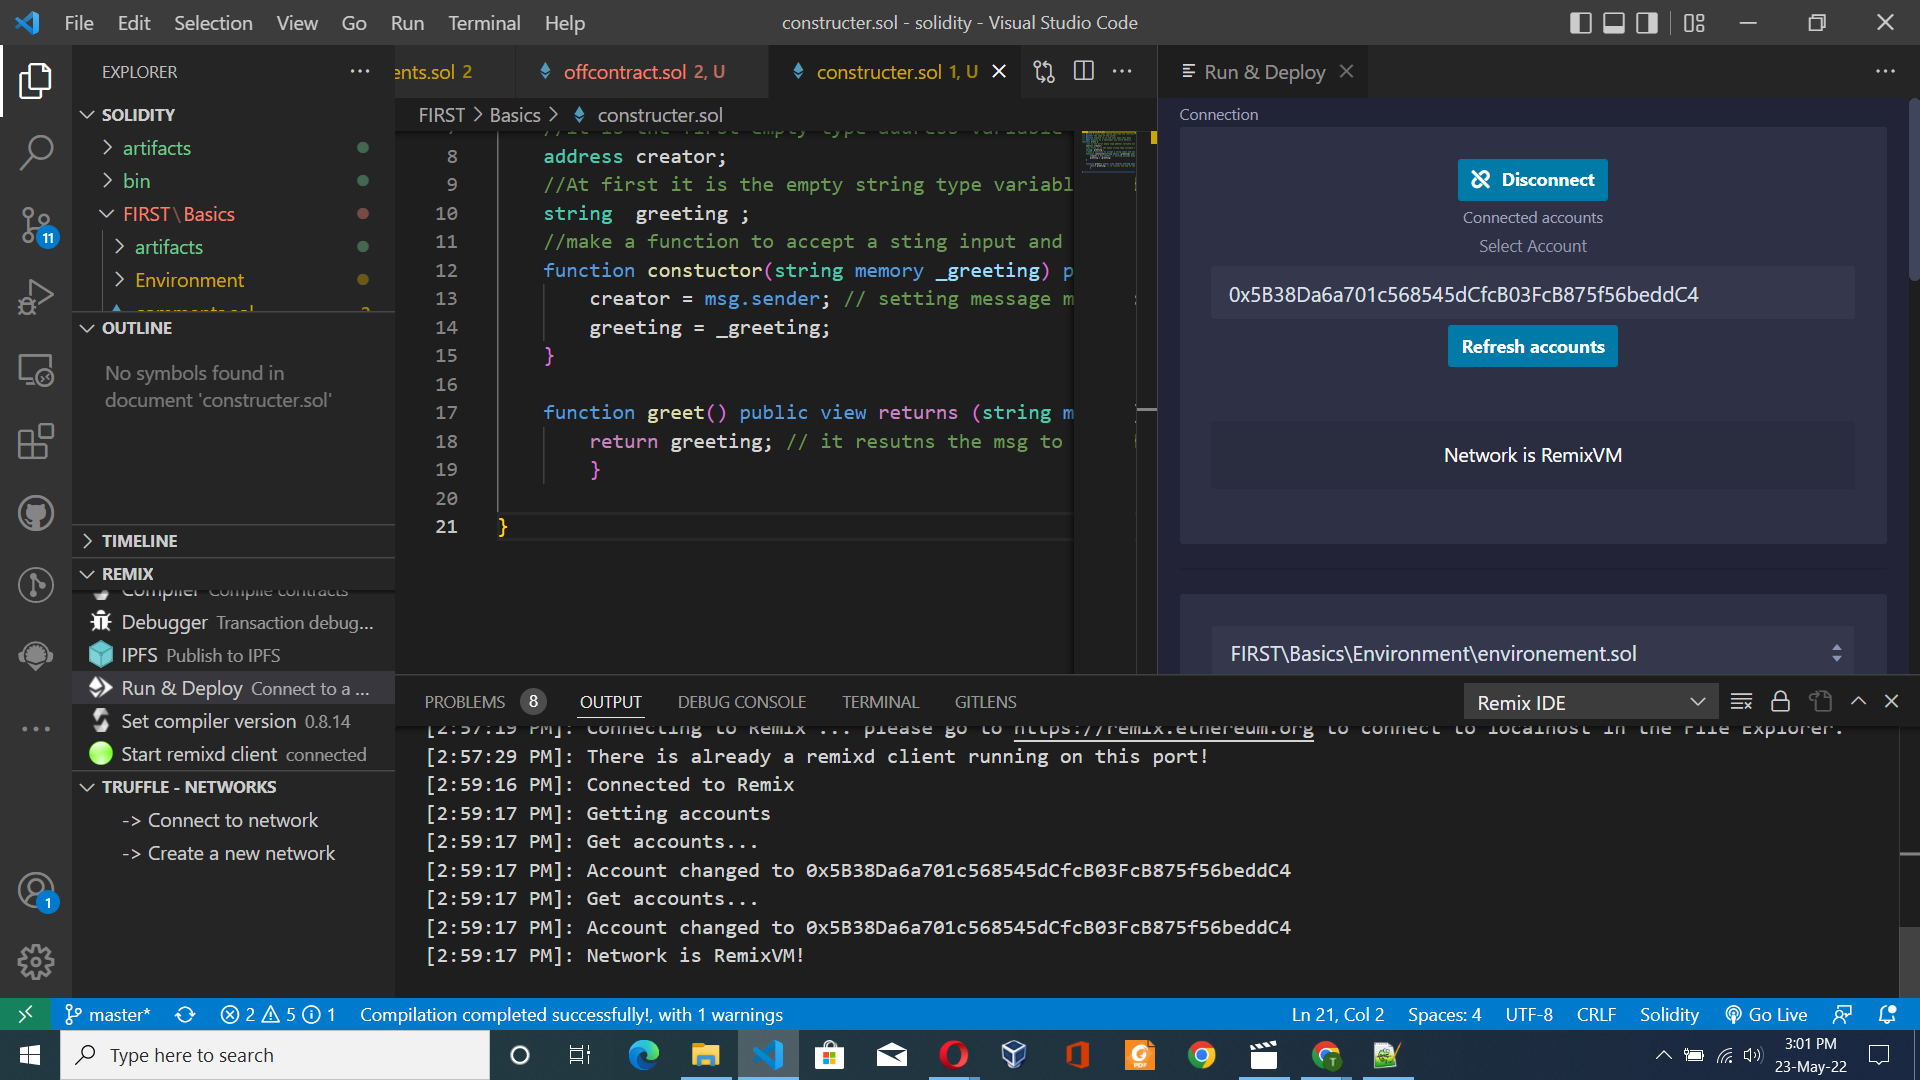 File Edit Selection View Go Run Terminal Help
constructer.sol - solidity - Visual Studio Code
EXPLORER
SOLIDITY
artifacts
bin
FIRST\Basics
artifacts
Environment
OUTLINE
No symbols found in
document 'constructer.sol'
TIMELINE
REMIX
Compiler Compile contracts
Debugger Transaction debug...
IPFS Publish to IPFS
Run & Deploy Connect to a ...
Set compiler version 0.8.14
Start remixd client connected
TRUFFLE - NETWORKS
-> Connect to network
-> Create a new network
11
1
ents.sol 2
offcontract.sol 2, U
constructer.sol 1, U
FIRST > Basics > constructer.sol
8 address creator;
9 //At first it is the empty string type variabl
10 string  greeting ;
11 //make a function to accept a sting input and
12 function constuctor(string memory _greeting) p
13 creator = msg.sender; // setting message m
14 greeting = _greeting;
15 }
16
17 function greet() public view returns (string m
18 return greeting; // it resutns the msg to
19 }
20
21 }
Run & Deploy
Connection
Disconnect
Connected accounts
Select Account
0x5B38Da6a701c568545dCfcB03FcB875f56beddC4
Refresh accounts
Network is RemixVM
FIRST\Basics\Environment\environement.sol
PROBLEMS 8 OUTPUT DEBUG CONSOLE TERMINAL GITLENS
Remix IDE
[2:57:19 PM]: Connecting to Remix ... please go to https://remix.ethereum.org to connect to localhost in the File Explorer.
[2:57:29 PM]: There is already a remixd client running on this port!
[2:59:16 PM]: Connected to Remix
[2:59:17 PM]: Getting accounts
[2:59:17 PM]: Get accounts...
[2:59:17 PM]: Account changed to 0x5B38Da6a701c568545dCfcB03FcB875f56beddC4
[2:59:17 PM]: Get accounts...
[2:59:17 PM]: Account changed to 0x5B38Da6a701c568545dCfcB03FcB875f56beddC4
[2:59:17 PM]: Network is RemixVM!
master* 2 5 1 Compilation completed successfully!, with 1 warnings
Ln 21, Col 2 Spaces: 4 UTF-8 CRLF Solidity Go Live
Type here to search
3:01 PM
23-May-22